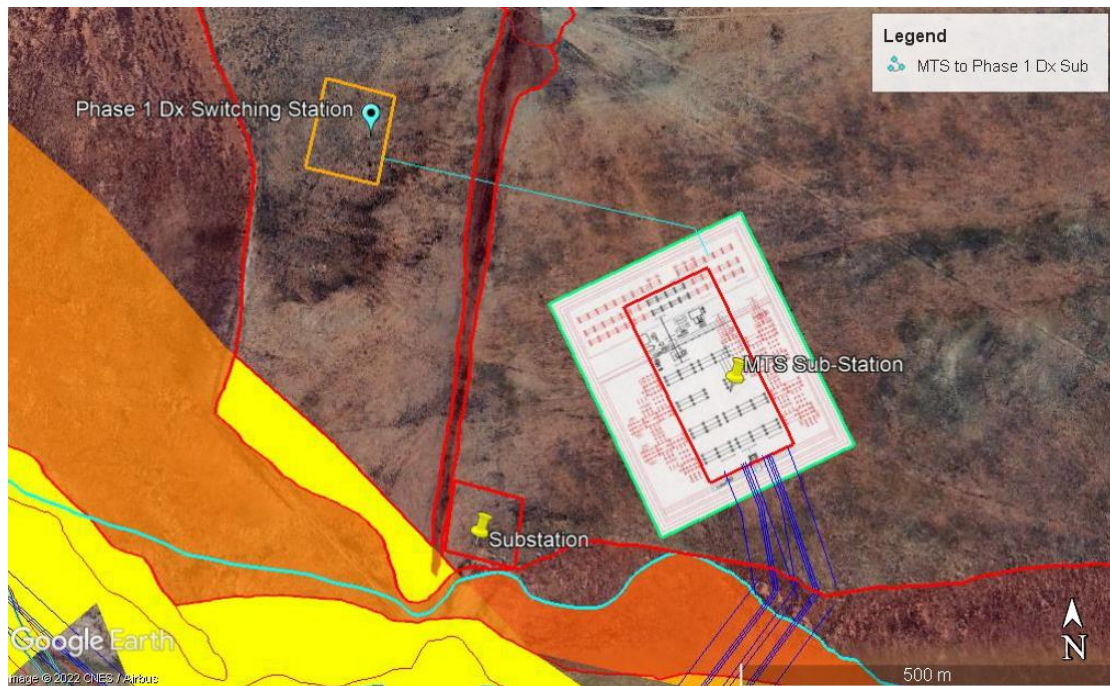 Legend
MTS to Phase 1 Dx Sub
Phase 1 Dx Switching Station
MTS Sub-Station
Substation
Google Earth
N
mage © 2022 CNES / Airbus
500 m